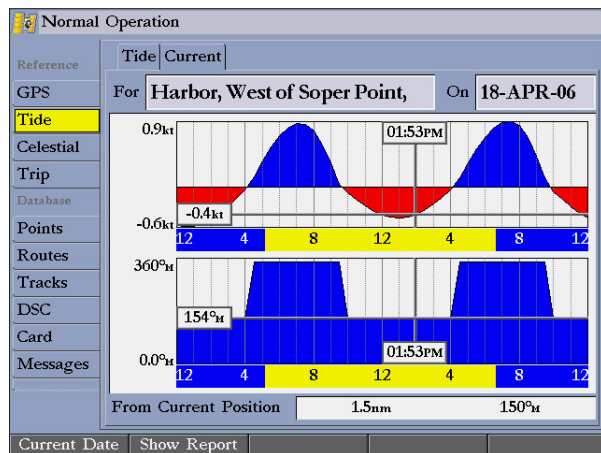 Normal Operation
Reference
GPS
Tide
Celestial
Trip
Database
Points
Routes
Tracks
DSC
Card
Messages
Tide Current
For Harbor, West of Soper Point, On 18-APR-06
0.9kt
01:53PM
-0.4kt
-0.6kt
12 4 8 12 4 8 12
360°M
154°M
01:53PM
0.0°M
12 4 8 12 4 8 12
From Current Position 1.5nm 150°M
Current Date Show Report